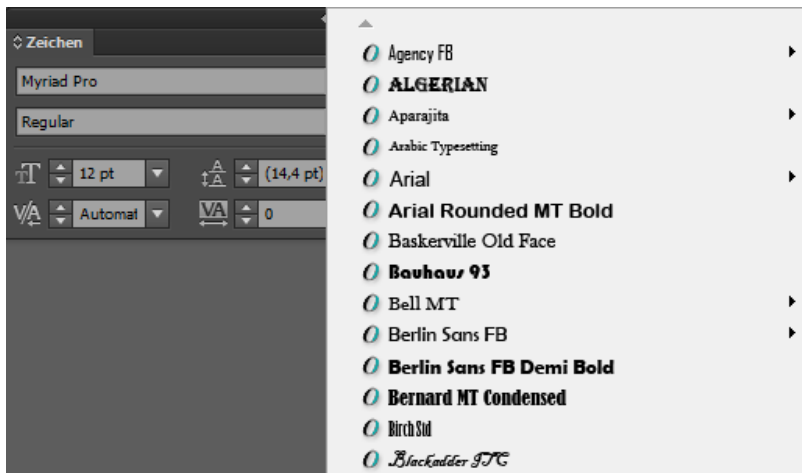 Zeichen
Myriad Pro
Regular
12 pt
(14,4 pt)
Automat
0
Agency FB
ALGERIAN
Aparajita
Arabic Typesetting
Arial
Arial Rounded MT Bold
Baskerville Old Face
Bauhaus 93
Bell MT
Berlin Sans FB
Berlin Sans FB Demi Bold
Bernard MT Condensed
Birch Std
Blackadder ITC